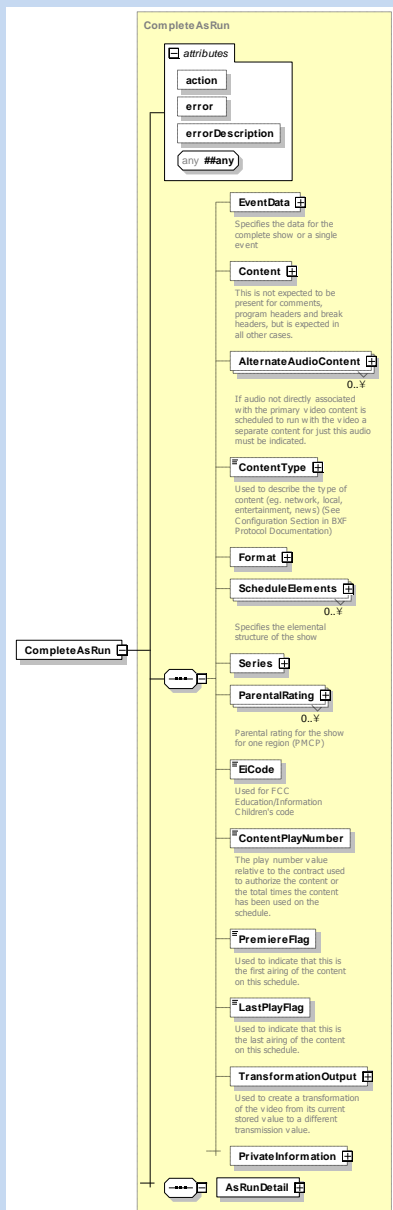 CompleteAsRun
attributes
action
error
errorDescription
any ##any
EventData
Specifies the data for the
complete show or a single
event
Content
This is not expected to be
present for comments,
program headers and break
headers, but is expected in
all other cases.
AlternateAudioContent
0..¥
If audio not directly associated
with the primary video content is
scheduled to run with the video a
separate content for just this audio
must be indicated.
ContentType
Used to describe the type of
content (eg. network, local,
entertainment, news) (See
Configuration Section in BXF
Protocol Documentation)
Format
ScheduleElements
0..¥
Specifies the elemental
structure of the show
CompleteAsRun
Series
ParentalRating
0..¥
Parental rating for the show
for one region (PMCP)
EiCode
Used for FCC
Education/Information
Children's code
ContentPlayNumber
The play number value
relative to the contract used
to authorize the content or
the total times the content
has been used on the
schedule.
PremiereFlag
Used to indicate that this is
the first airing of the content
on this schedule.
LastPlayFlag
Used to indicate that this is
the last airing of the content
on this schedule.
TransformationOutput
Used to create a transformation
of the video from its current
stored value to a different
transmission value.
PrivateInformation
AsRunDetail